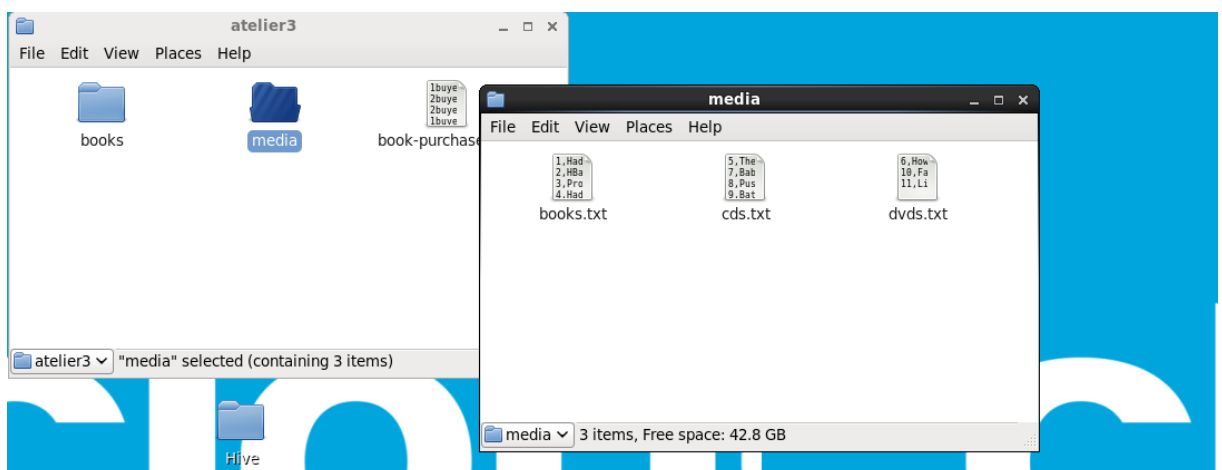 atelier3
File Edit View Places Help
1buye
2buye
2buye
1buve
books
media
book-purchase
atelier3 "media" selected (containing 3 items)
media
File Edit View Places Help
1,Had
2,HBa
3,Pro
4.Had
5,The
7,Bab
8,Pus
9.Bat
6,How
10,Fa
11,Li
books.txt
cds.txt
dvds.txt
media 3 items, Free space: 42.8 GB
Hive